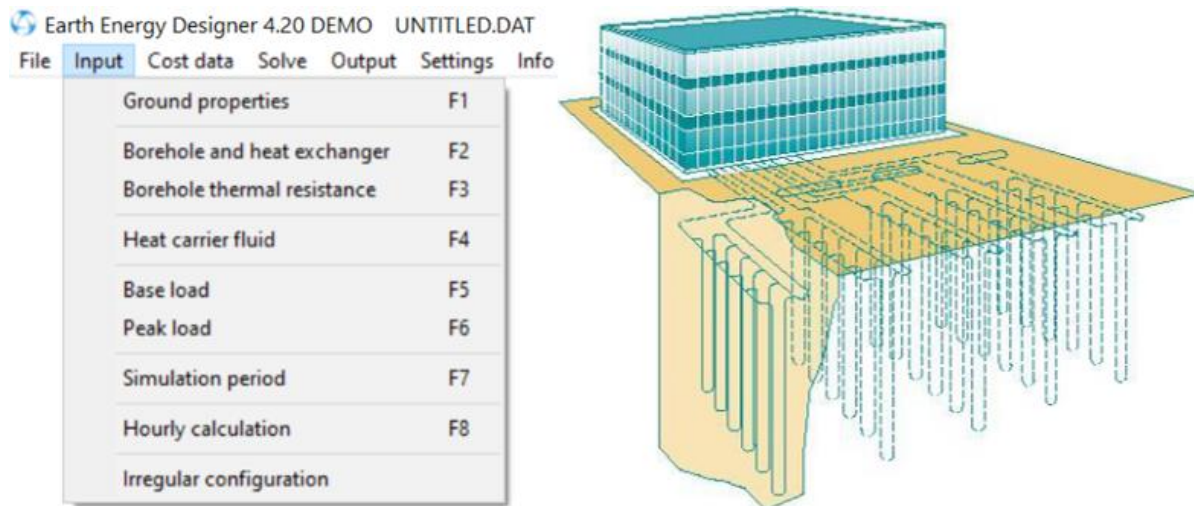 Earth Energy Designer 4.20 DEMO UNTITLED.DAT
File Input Cost data Solve Output Settings Info
Ground properties F1
Borehole and heat exchanger F2
Borehole thermal resistance F3
Heat carrier fluid F4
Base load F5
Peak load F6
Simulation period F7
Hourly calculation F8
Irregular configuration